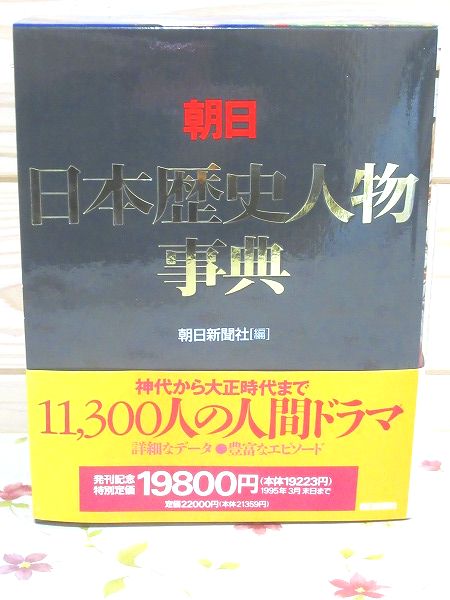 朝日
日本歴史人物
事典
朝日新聞社[編]
神代から大正時代まで
11,300人の人間ドラマ
詳細なデータ●豊富なエピソード
発刊記念
特別定価
19800円
(本体19223円)
1995年3月末日まで
定価22000円(本体21359円)